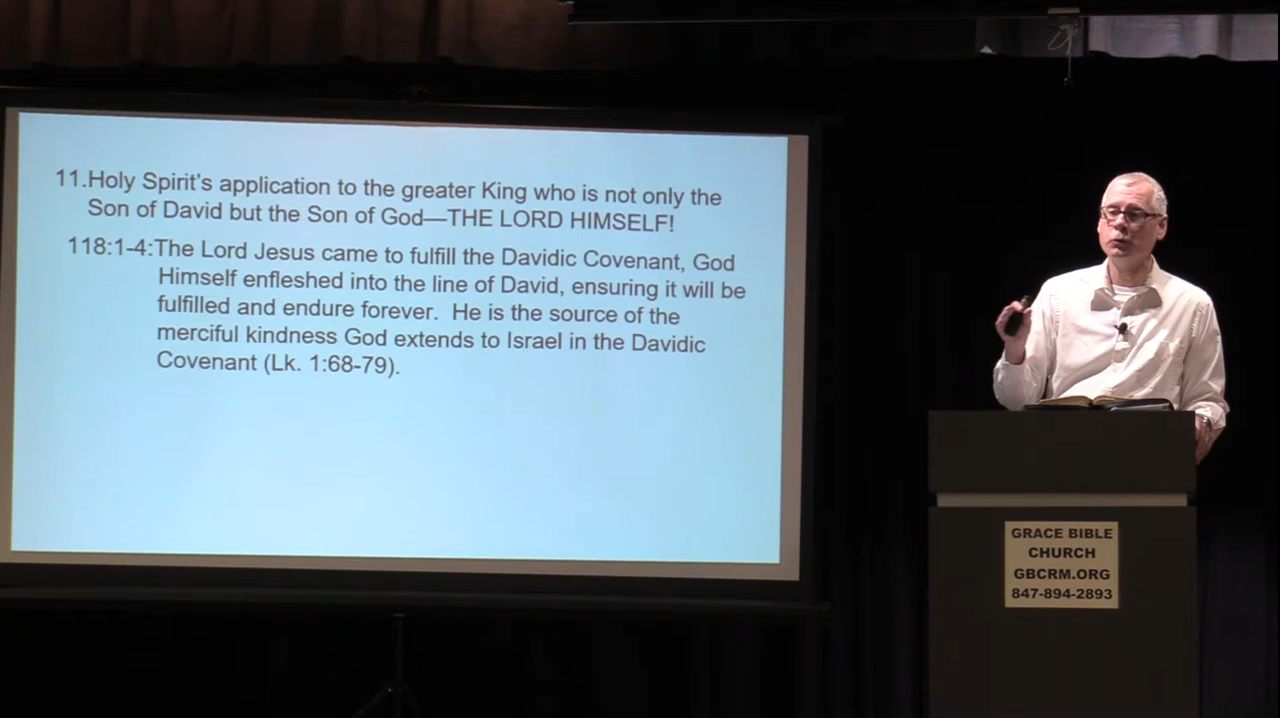 11.Holy Spirit's application to the greater King who is not only the
Son of David but the Son of God—THE LORD HIMSELF!
118:1-4:The Lord Jesus came to fulfill the Davidic Covenant, God
Himself enfleshed into the line of David, ensuring it will be
fulfilled and endure forever. He is the source of the
merciful kindness God extends to Israel in the Davidic
Covenant (Lk. 1:68-79).
GRACE BIBLE
CHURCH
GBCRM.ORG
847-894-2893